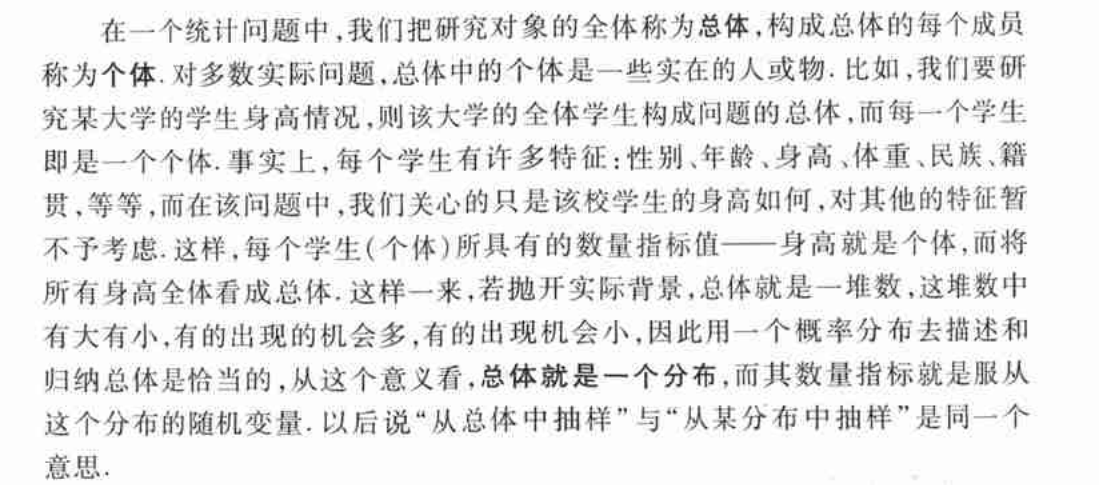 在一个统计问题中,我们把研究对象的全体称为总体,构成总体的每个成员
称为个体.对多数实际问题,总体中的个体是一些实在的人或物.比如,我们要研
究某大学的学生身高情况,则该大学的全体学生构成问题的总体,而每一个学生
即是一个个体.事实上,每个学生有许多特征:性别、年龄、身高、体重、民族、籍
贯,等等,而在该问题中,我们关心的只是该校学生的身高如何,对其他的特征暂
不予考虑.这样,每个学生(个体)所具有的数量指标值——身高就是个体,而将
所有身高全体看成总体.这样一来,若抛开实际背景,总体就是一堆数,这堆数中
有大有小,有的出现的机会多,有的出现机会小,因此用一个概率分布去描述和
归纳总体是恰当的,从这个意义看,总体就是一个分布,而其数量指标就是服从
这个分布的随机变量.以后说“从总体中抽样”与“从某分布中抽样”是同一个
意思.